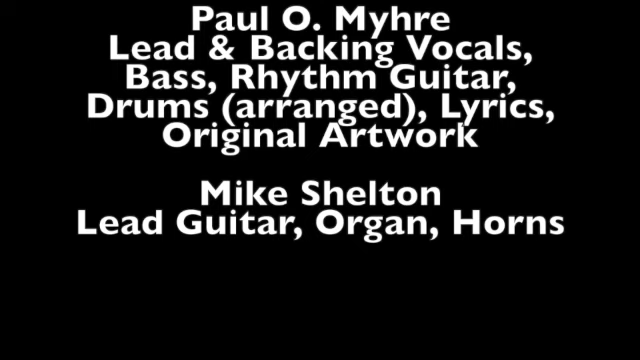 Paul O. Myhre
Lead & Backing Vocals,
Bass, Rhythm Guitar,
Drums (arranged), Lyrics,
Original Artwork
Mike Shelton
Lead Guitar, Organ, Horns